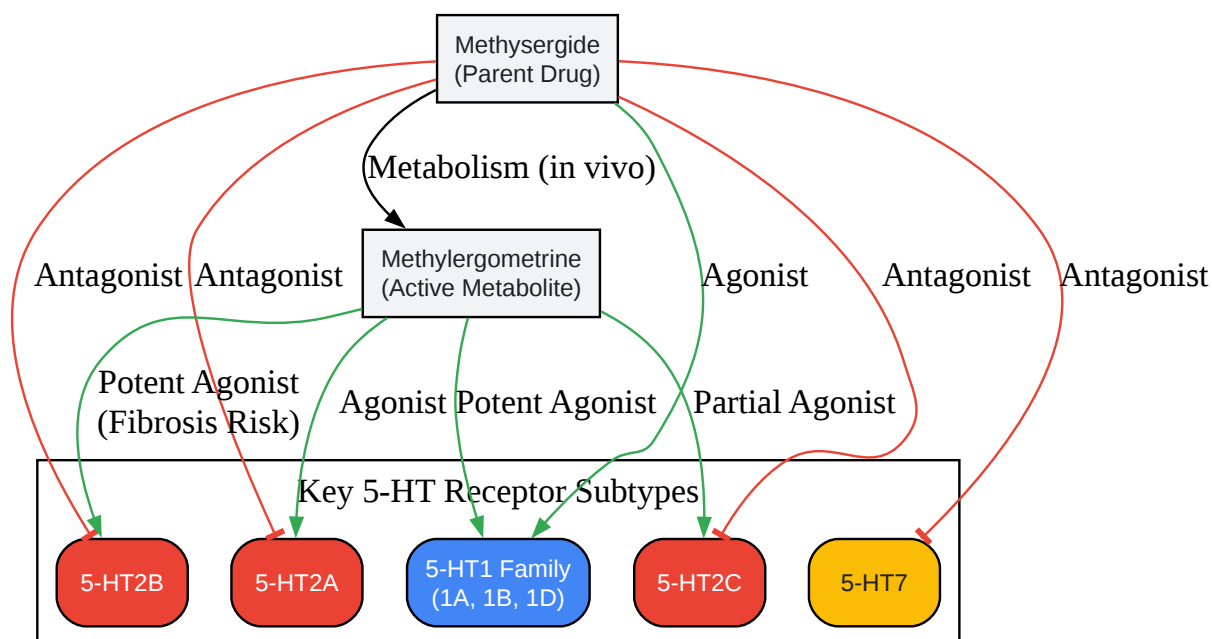 Methysergide
(Parent Drug)
Metabolism (in vivo)
Methylergometrine
(Active Metabolite)
Antagonist
Antagonist
Agonist
Antagonist
Antagonist
Potent Agonist
(Fibrosis Risk)
Agonist
Potent Agonist
Partial Agonist
Key 5-HT Receptor Subtypes
5-HT2B
5-HT2A
5-HT1 Family
(1A, 1B, 1D)
5-HT2C
5-HT7